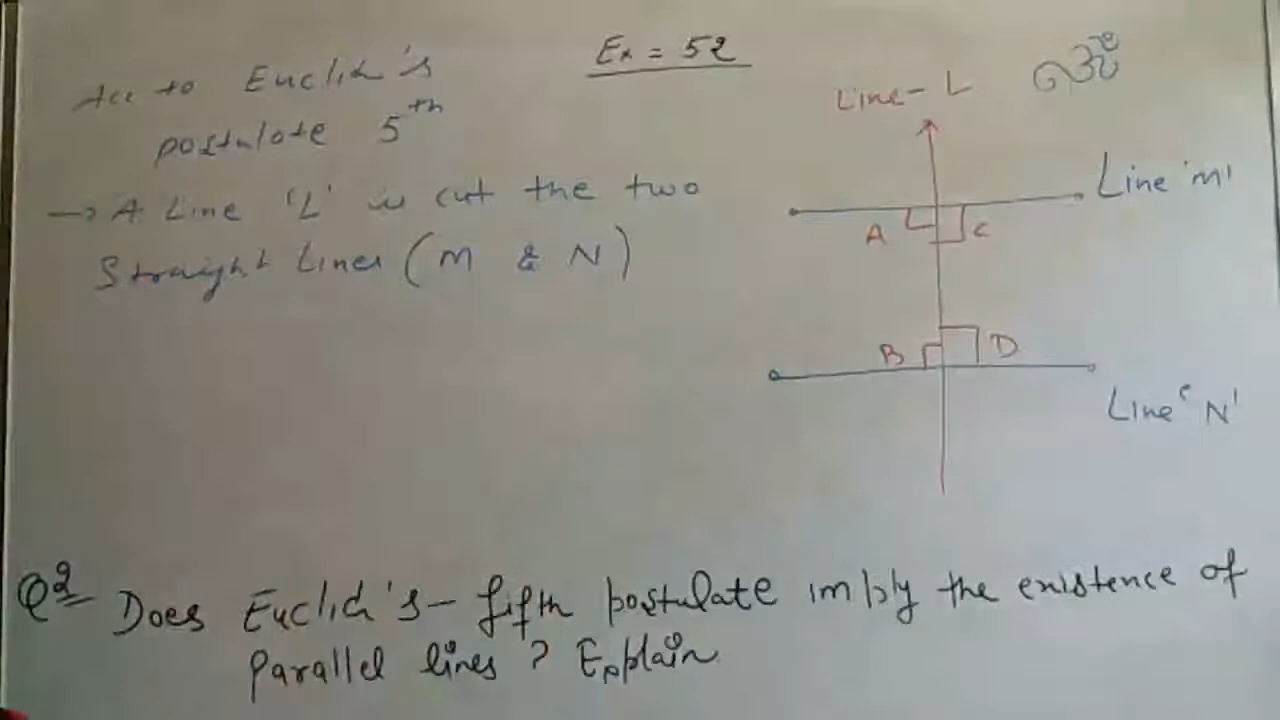 Ex = 5.2
Acc to Euclid's
postulate 5th
→ A Line 'L' is cut the two
Straight Lines (M & N)
ॐ
Line - L
Line 'm'
A
C
B
D
Line 'N'
Q2 Does Euclid's - fifth postulate imply the existence of
Parallel lines? Explain